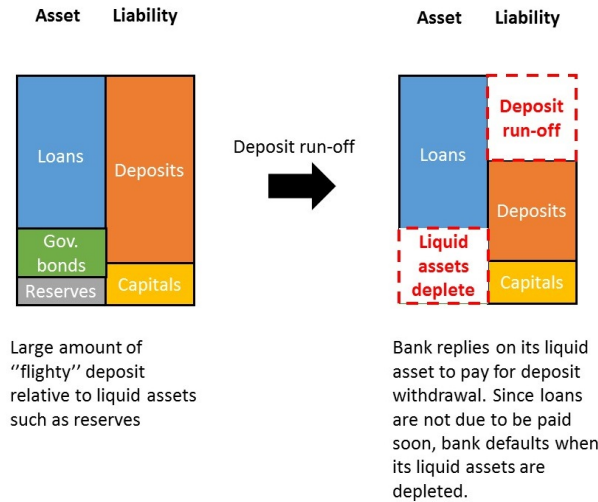 Asset Liability
Loans
Deposits
Gov.
bonds
Reserves
Capitals
Large amount of
‘‘flighty’’ deposit
relative to liquid assets
such as reserves
Deposit run-off
Asset Liability
Loans
Deposit
run-off
Deposits
Liquid
assets
deplete
Capitals
Bank replies on its liquid
asset to pay for deposit
withdrawal. Since loans
are not due to be paid
soon, bank defaults when
its liquid assets are
depleted.